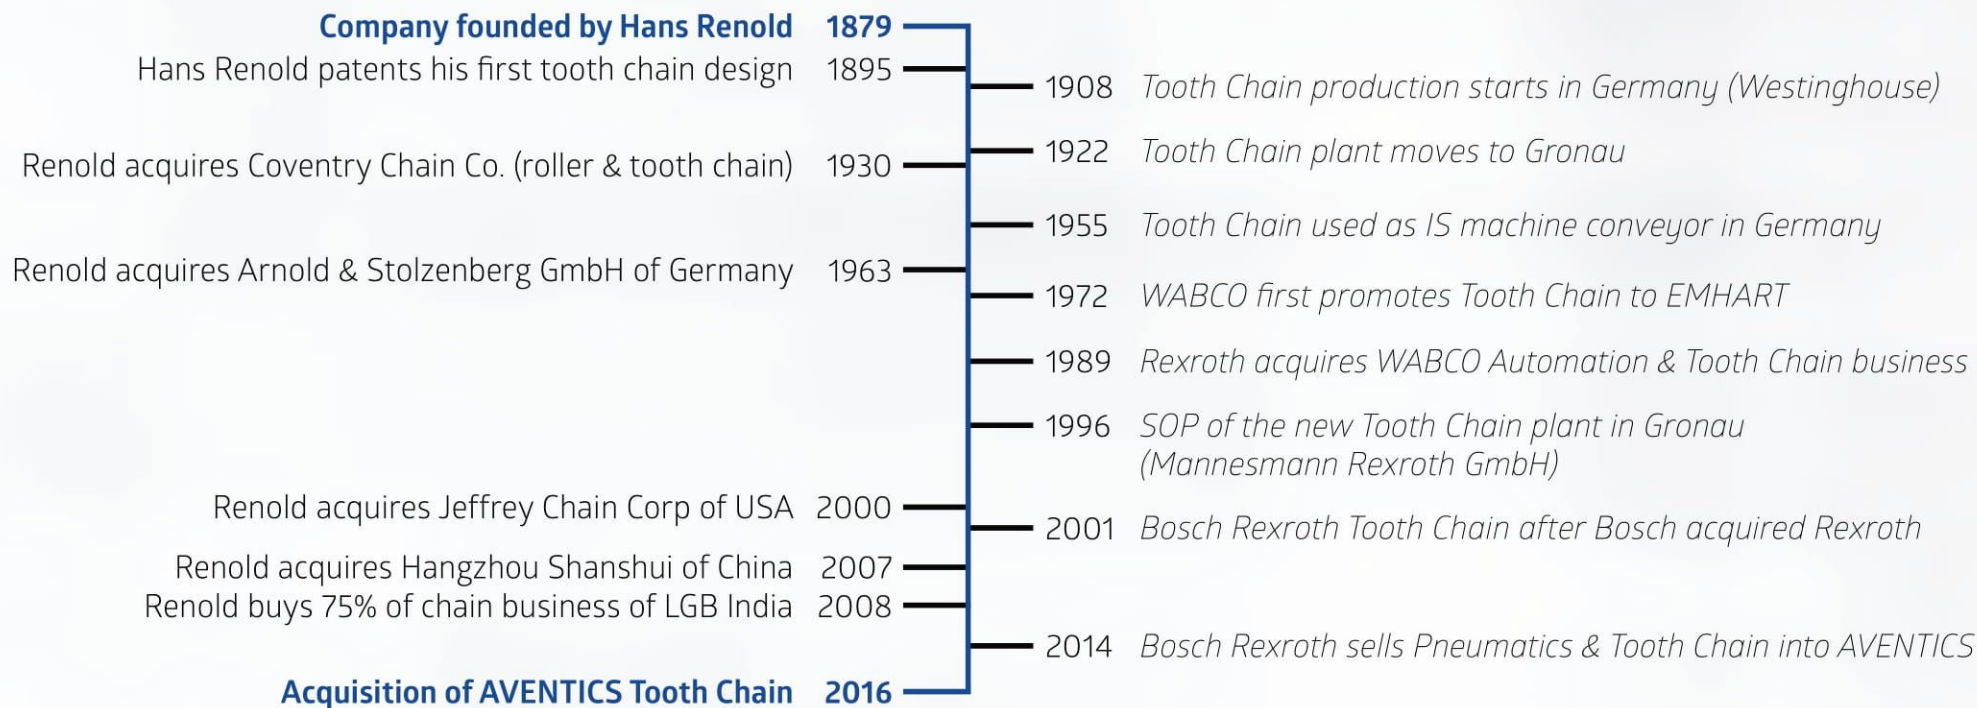 Company founded by Hans Renold 1879
Hans Renold patents his first tooth chain design 1895
1908 Tooth Chain production starts in Germany (Westinghouse)
1922 Tooth Chain plant moves to Gronau
Renold acquires Coventry Chain Co. (roller & tooth chain) 1930
1955 Tooth Chain used as IS machine conveyor in Germany
Renold acquires Arnold & Stolzenberg GmbH of Germany 1963
1972 WABCO first promotes Tooth Chain to EMHART
1989 Rexroth acquires WABCO Automation & Tooth Chain business
1996 SOP of the new Tooth Chain plant in Gronau
(Mannesmann Rexroth GmbH)
Renold acquires Jeffrey Chain Corp of USA 2000
2001 Bosch Rexroth Tooth Chain after Bosch acquired Rexroth
Renold acquires Hangzhou Shanshui of China 2007
Renold buys 75% of chain business of LGB India 2008
2014 Bosch Rexroth sells Pneumatics & Tooth Chain into AVENTICS
Acquisition of AVENTICS Tooth Chain 2016